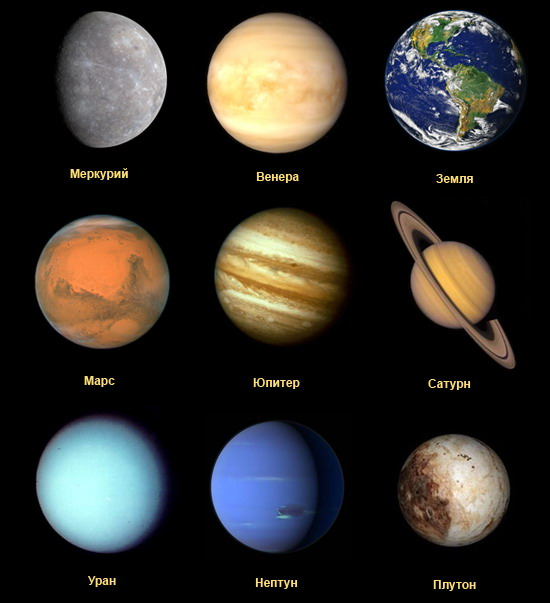 Меркурий
Венера
Земля
Марс
Юпитер
Сатурн
Уран
Нептун
Плутон